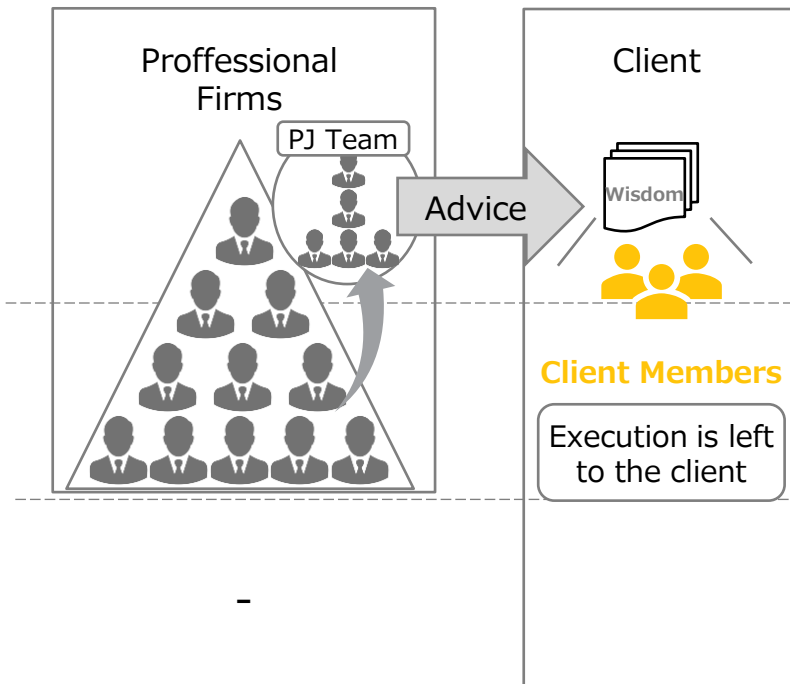 Proffessional
Firms
PJ Team
Advice
Client
Wisdom
Client Members
Execution is left
to the client
-